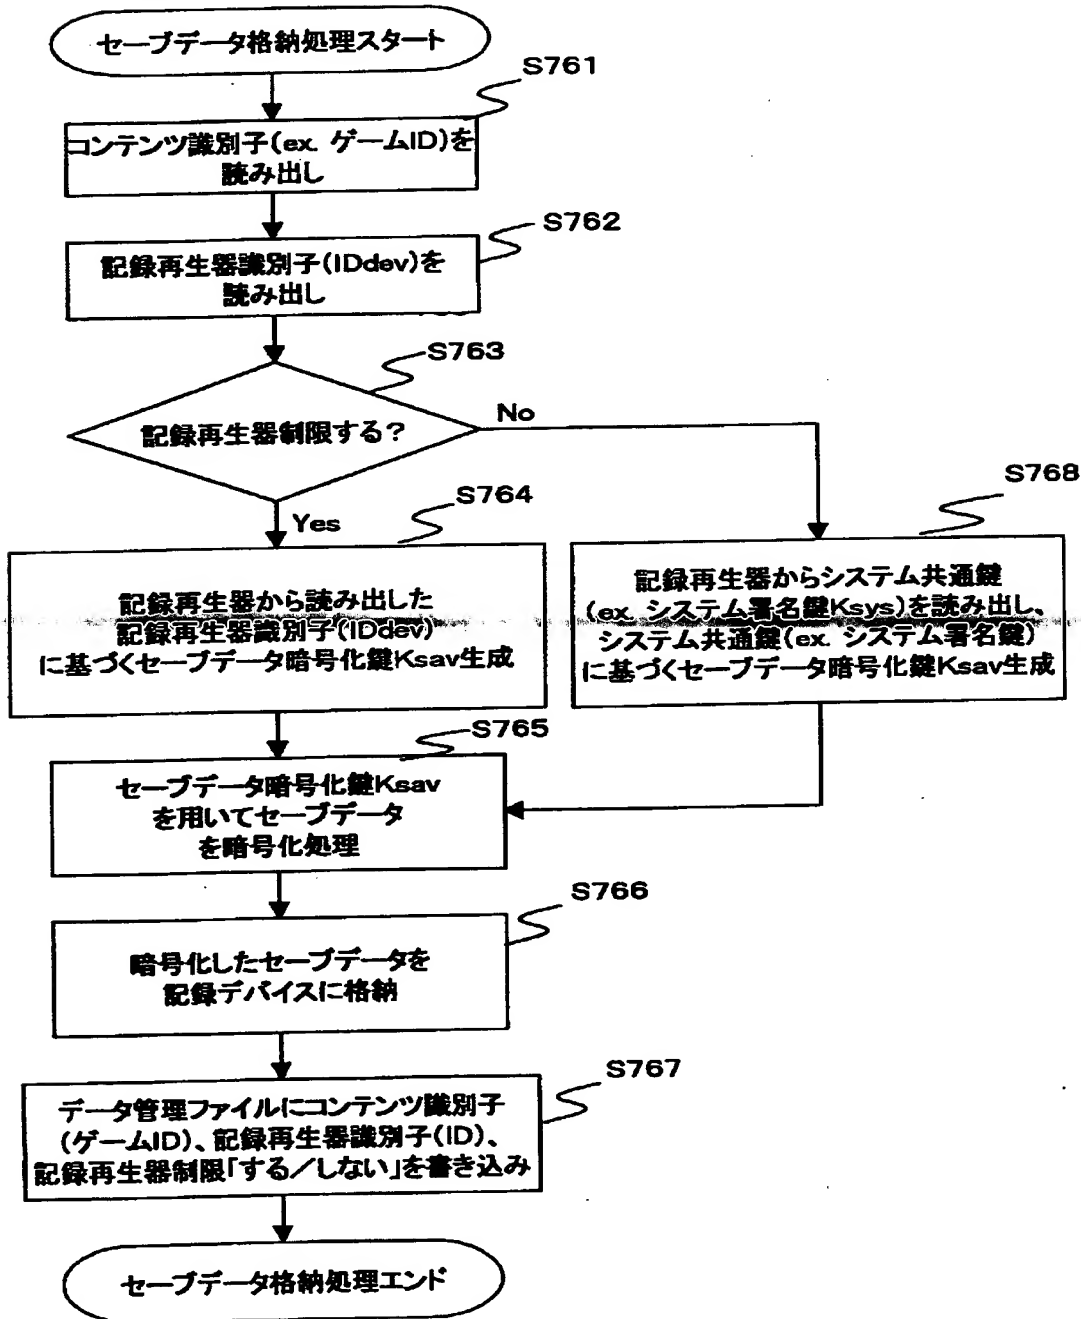 セーブデータ格納処理スタート
S761
コンテンツ識別子(ex. ゲームID)を
読み出し
S762
記録再生器識別子(IDdev)を
読み出し
S763
記録再生器制限する?
No
Yes
S764
記録再生器から読み出した
記録再生器識別子(IDdev)
に基づくセーブデータ暗号化鍵Ksav生成
S768
記録再生器からシステム共通鍵
(ex. システム署名鍵Ksys)を読み出し、
システム共通鍵(ex. システム署名鍵)
に基づくセーブデータ暗号化鍵Ksav生成
S765
セーブデータ暗号化鍵Ksav
を用いてセーブデータ
を暗号化処理
S766
暗号化したセーブデータを
記録デバイスに格納
S767
データ管理ファイルにコンテンツ識別子
(ゲームID)、記録再生器識別子(ID)、
記録再生器制限「する/しない」を書き込み
セーブデータ格納処理エンド